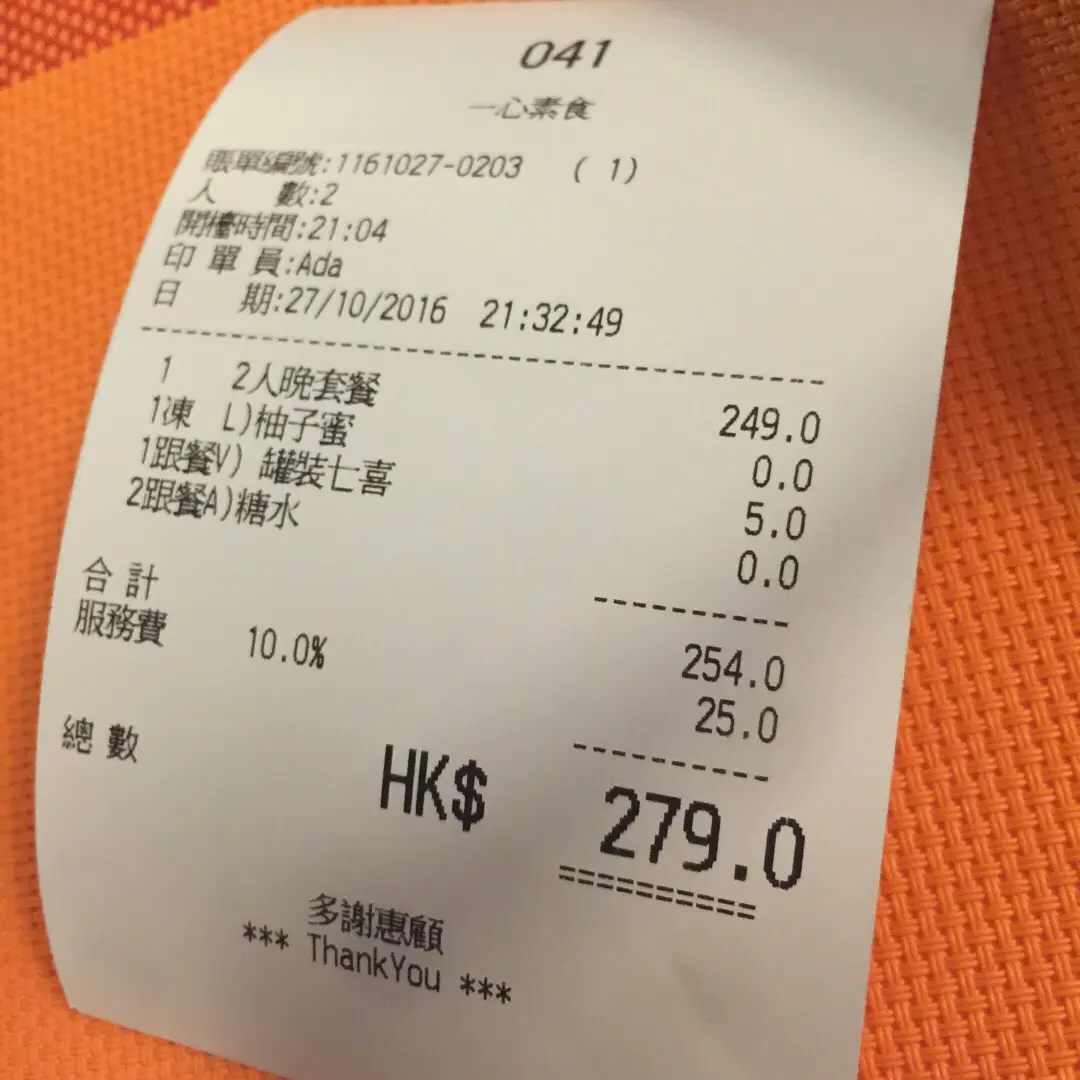 041
一心素食
賬單編號:1161027-0203 ( 1)
人 數:2
開檯時間:21:04
印 單 員:Ada
日 期:27/10/2016 21:32:49
1 2人晚套餐 249.0
1凍 L)柚子蜜 0.0
1跟餐V) 罐裝七喜 5.0
2跟餐A)糖水 0.0
合 計 254.0
服務費 10.0% 25.0
總 數 HK$ 279.0
多謝惠顧
*** ThankYou ***